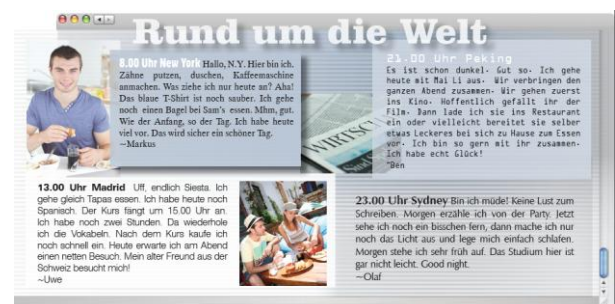 Rund um die Welt
8.00 Uhr New York Hallo, N.Y. Hier bin ich.
Zähne putzen, duschen, Kaffeemaschine
anmachen. Was ziehe ich nur heute an? Aha!
Das blaue T-Shirt ist noch sauber. Ich gehe
noch einen Bagel bei Sam's essen. Mhm, gut.
Wie der Anfang, so der Tag. Ich habe heute
viel vor. Das wird sicher ein schöner Tag.
~Markus
WIRTSCH
21.00 Uhr Peking
Es ist schon dunkel. Gut so. Ich gehe
heute mit Mai Li aus. Wir verbringen den
ganzen Abend zusammen. Wir gehen zuerst
ins Kino. Hoffentlich gefällt ihr der
Film. Dann lade ich sie ins Restaurant
ein oder vielleicht bereitet sie selber
etwas Leckeres bei sich zu Hause zum Essen
vor. Ich bin so gern mit ihr zusammen.
Ich habe echt Glück!
~Ben
13.00 Uhr Madrid Uff, endlich Siesta. Ich
gehe gleich Tapas essen. Ich habe heute noch
Spanisch. Der Kurs fängt um 15.00 Uhr an.
Ich habe noch zwei Stunden. Da wiederhole
ich die Vokabeln. Nach dem Kurs kaufe ich
noch schnell ein. Heute erwarte ich am Abend
einen netten Besuch. Mein alter Freund aus der
Schweiz besucht mich!
~Uwe
23.00 Uhr Sydney Bin ich müde! Keine Lust zum
Schreiben. Morgen erzähle ich von der Party. Jetzt
sehe ich noch ein bisschen fern, dann mache ich nur
noch das Licht aus und lege mich einfach schlafen.
Morgen stehe ich sehr früh auf. Das Studium hier ist
gar nicht leicht. Good night.
~Olaf